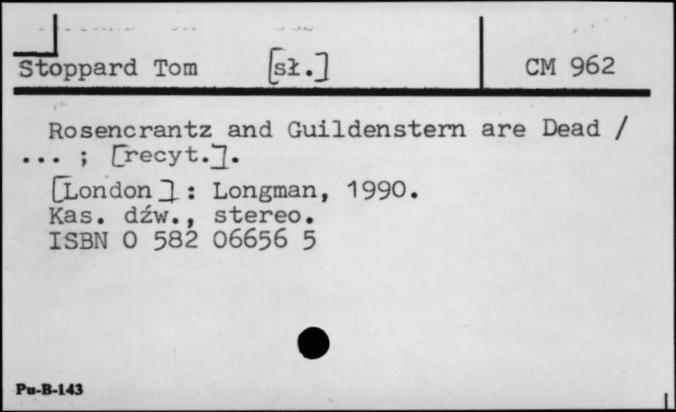 Stoppard Tom [sł.] CM 962
Rosencrantz and Guildenstern are Dead /
... ; [recyt.].
[London] : Longman, 1990.
Kas. dźw., stereo.
ISBN 0 582 06656 5
Pu-B-143